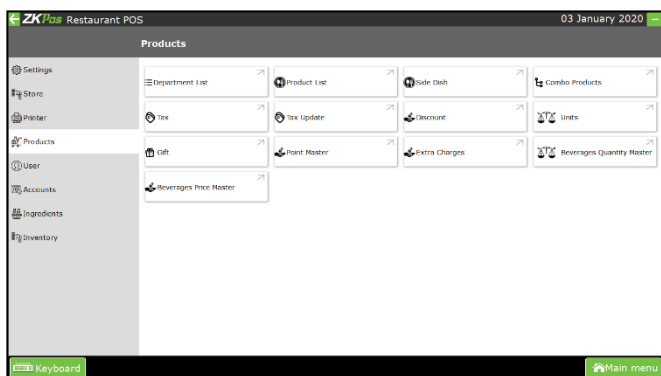 ZKPos Restaurant POS
03 January 2020
Products
Settings
Store
Printer
Products
User
Accounts
Ingredients
Inventory
Department List
Product List
Side Dish
Combo Products
Tax
Tax Update
Discount
Units
Gift
Point Master
Extra Charges
Beverages Quantity Master
Beverages Price Master
Keyboard
Main menu